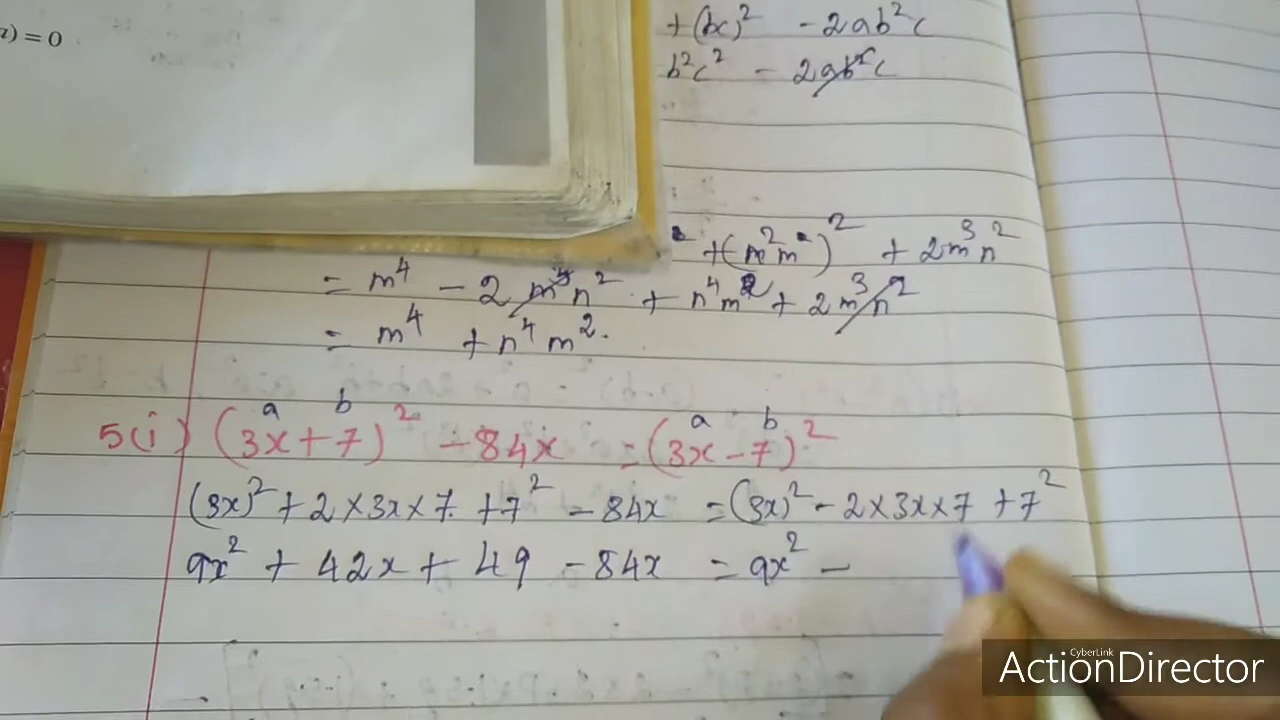 a) = 0
+ (bc)² - 2ab²c
b²c² - 2ab²c
² + (m²m²)² + 2m³n²
= m⁴ - 2m³n² + n⁴m² + 2m³n²
= m⁴ + n⁴m².
a b a b
5(i) (3x+7)² - 84x = (3x-7)²
(3x)² + 2×3x×7 + 7² - 84x = (3x)² - 2×3x×7 + 7²
9x² + 42x + 49 - 84x = 9x² -
CyberLink
ActionDirector